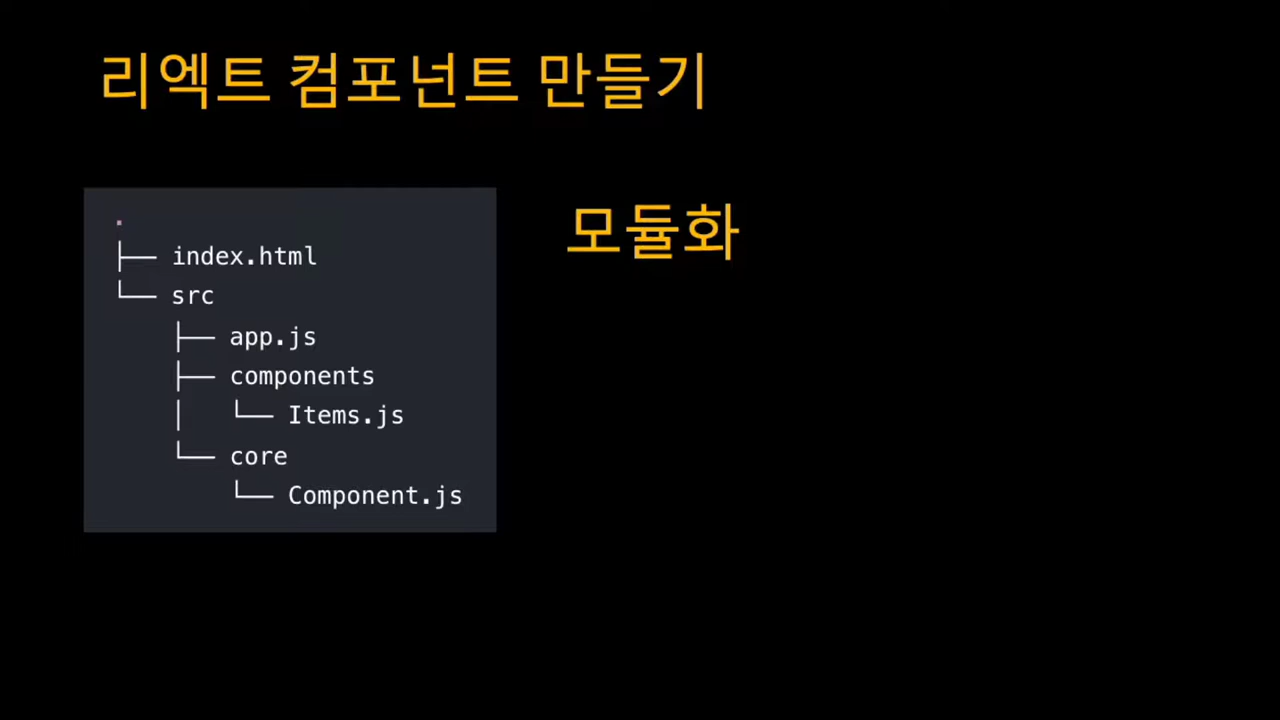 리엑트 컴포넌트 만들기
모듈화
.
├── index.html
└── src
    ├── app.js
    ├── components
    │   └── Items.js
    └── core
        └── Component.js